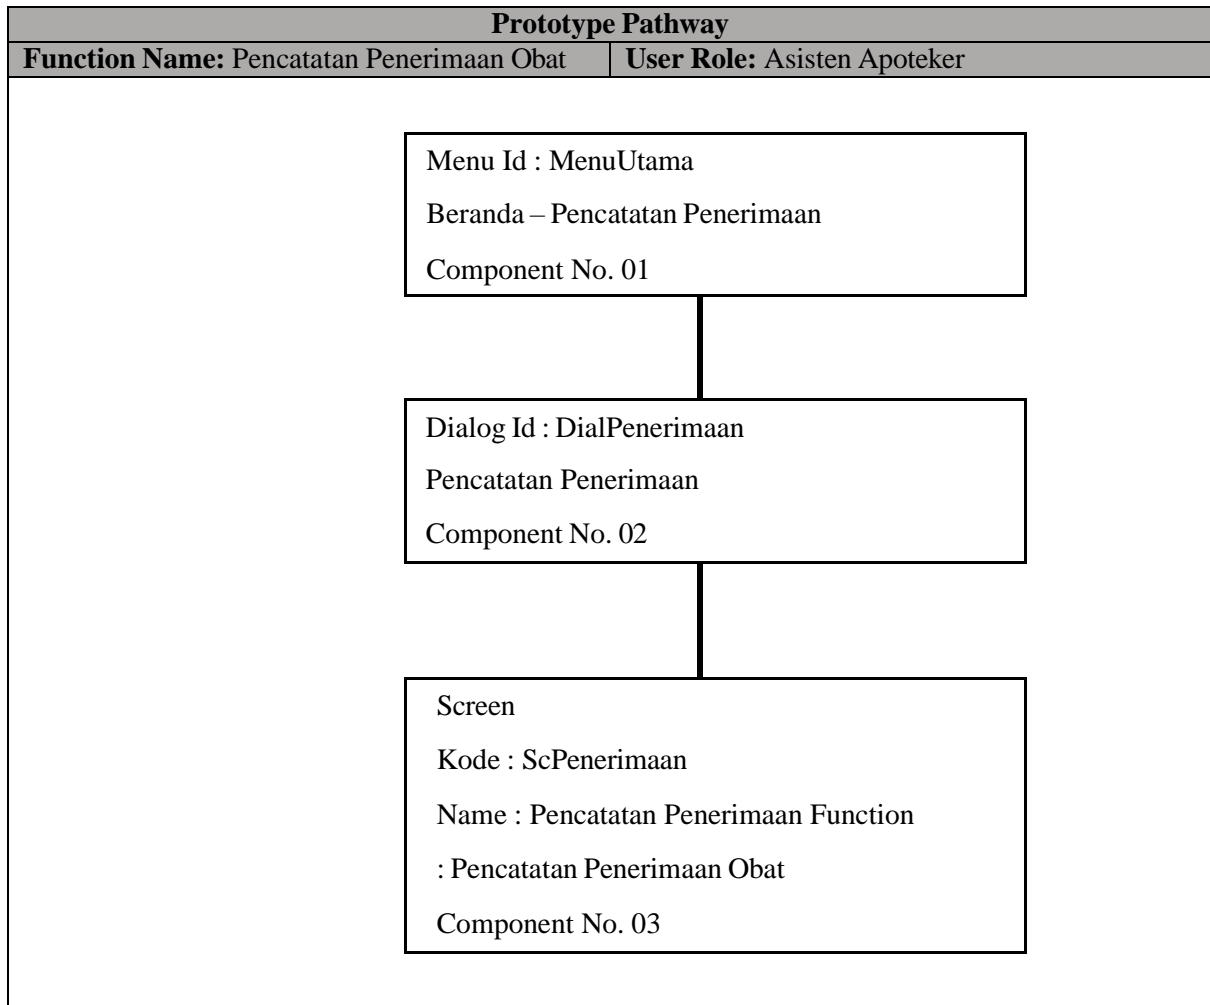 Prototype Pathway
Function Name: Pencatatan Penerimaan Obat User Role: Asisten Apoteker
Menu Id : MenuUtama
Beranda – Pencatatan Penerimaan
Component No. 01
Dialog Id : DialPenerimaan
Pencatatan Penerimaan
Component No. 02
Screen
Kode : ScPenerimaan
Name : Pencatatan Penerimaan Function
: Pencatatan Penerimaan Obat
Component No. 03